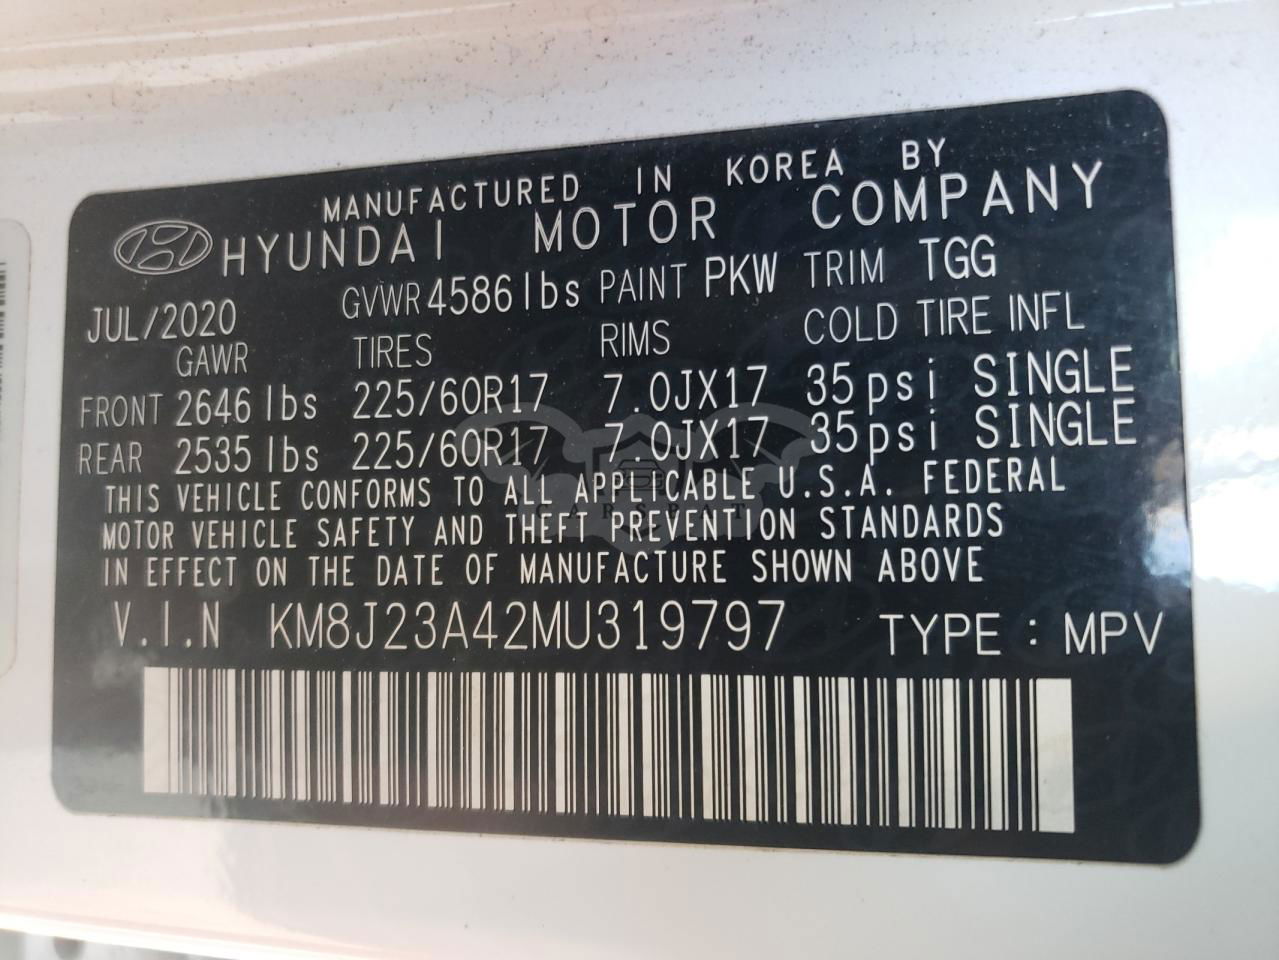 MANUFACTURED IN KOREA BY
HYUNDAI MOTOR COMPANY
JUL/2020 GVWR 4586 lbs PAINT PKW TRIM TGG
GAWR TIRES RIMS COLD TIRE INFL
FRONT 2646 lbs 225/60R17 7.0JX17 35psi SINGLE
REAR 2535 lbs 225/60R17 7.0JX17 35psi SINGLE
THIS VEHICLE CONFORMS TO ALL APPLICABLE U.S.A. FEDERAL
CARSBAT
MOTOR VEHICLE SAFETY AND THEFT PREVENTION STANDARDS
IN EFFECT ON THE DATE OF MANUFACTURE SHOWN ABOVE
V.I.N KM8J23A42MU319797 TYPE : MPV